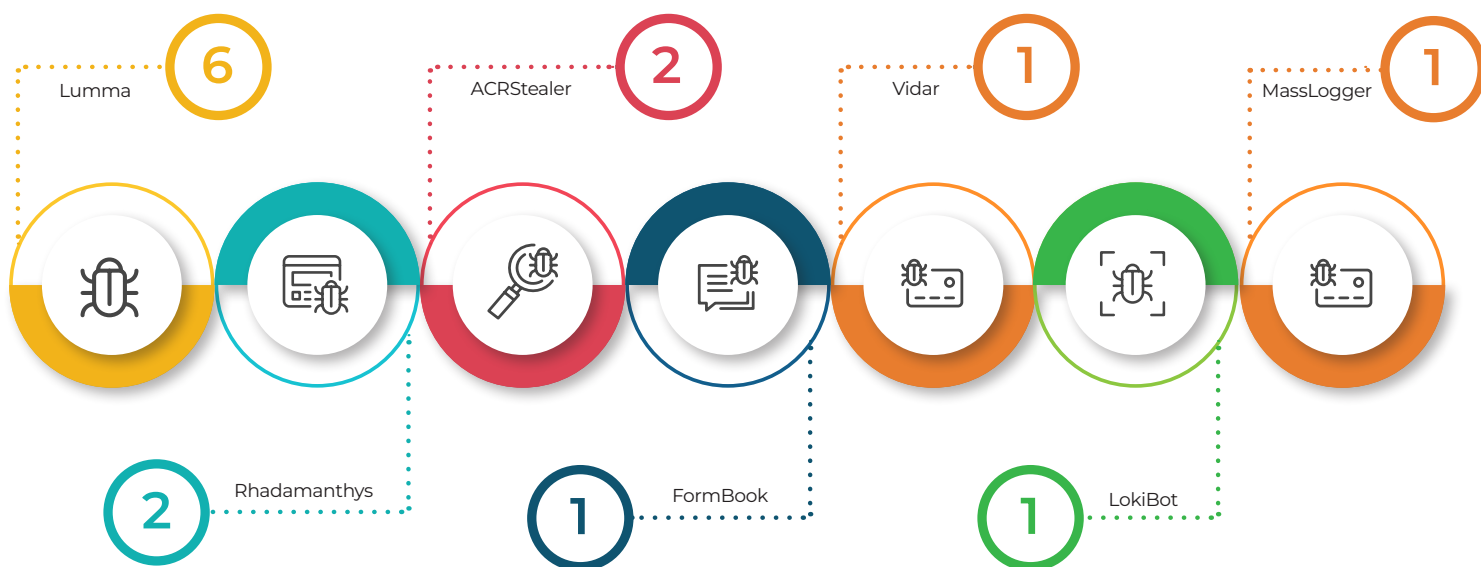 6
Lumma
2
ACRStealer
1
Vidar
1
MassLogger
Rhadamanthys
2
FormBook
1
LokiBot
1